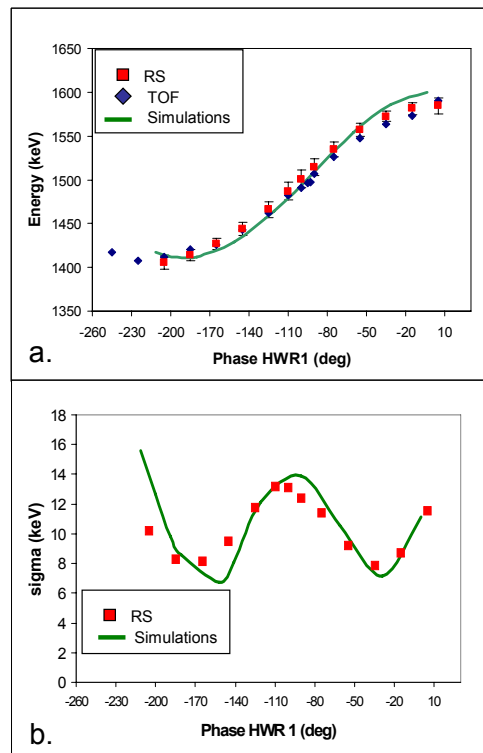 1650
1600
1550
1500
1450
1400
1350
Energy (keV)
RS
TOF
Simulations
-260 -230 -200 -170 -140 -110 -80 -50 -20 10
Phase HWR1 (deg)
a.
18
16
14
12
10
8
6
4
2
0
sigma (keV)
RS
Simulations
-260 -230 -200 -170 -140 -110 -80 -50 -20 10
Phase HWR 1 (deg)
b.